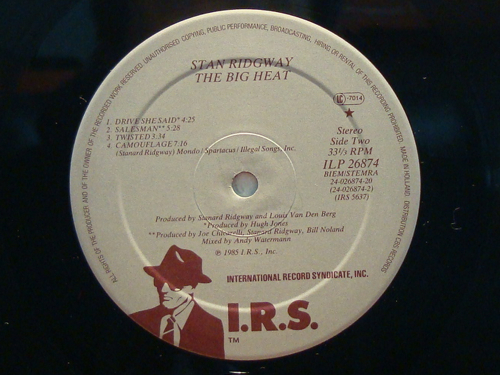 ALL RIGHTS OF THE PRODUCER AND OF THE OWNER OF THE RECORDED WORK RESERVED. UNAUTHORISED COPYING, PUBLIC PERFORMANCE, BROADCASTING, HIRING OR RENTAL OF THIS RECORDING PROHIBITED. MADE IN HOLLAND DISTRIBUTION CBS RECORDS
STAN RIDGWAY
THE BIG HEAT
LC -7014
1. DRIVE SHE SAID* 4:25
2. SALESMAN** 5:28
3. TWISTED 3:34
4. CAMOUFLAGE 7:16
(Stanard Ridgway) Mondo Spartacus/Illegal Songs, Inc.
Stereo
Side Two
33⅓ RPM
ILP 26874
BIEM/STEMRA
24-026874-20
(24-026874-2)
(IRS 5637)
Produced by Stanard Ridgway and Louis Van Den Berg
*Produced by Hugh Jones
**Produced by Joe Chiccarelli, Stanard Ridgway, Bill Noland
Mixed by Andy Watermann
℗ 1985 I.R.S., Inc.
INTERNATIONAL RECORD SYNDICATE, INC.
I.R.S.
TM